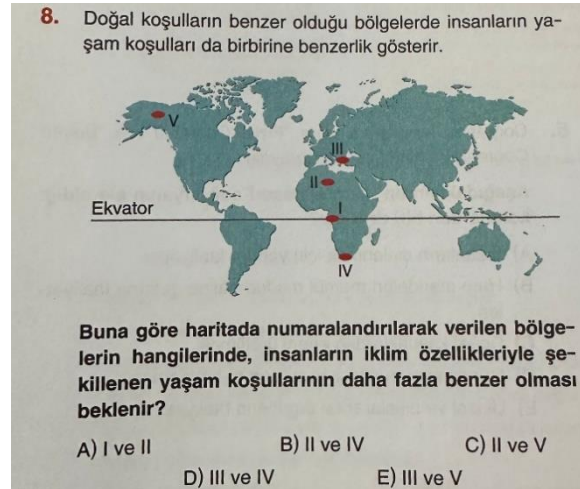 8. Doğal koşulların benzer olduğu bölgelerde insanların ya-
şam koşulları da birbirine benzerlik gösterir.
V
III
II
I
Ekvator
IV
Buna göre haritada numaralandırılarak verilen bölge-
lerin hangilerinde, insanların iklim özellikleriyle şe-
killenen yaşam koşullarının daha fazla benzer olması
beklenir?
A) I ve II B) II ve IV C) II ve V
D) III ve IV E) III ve V